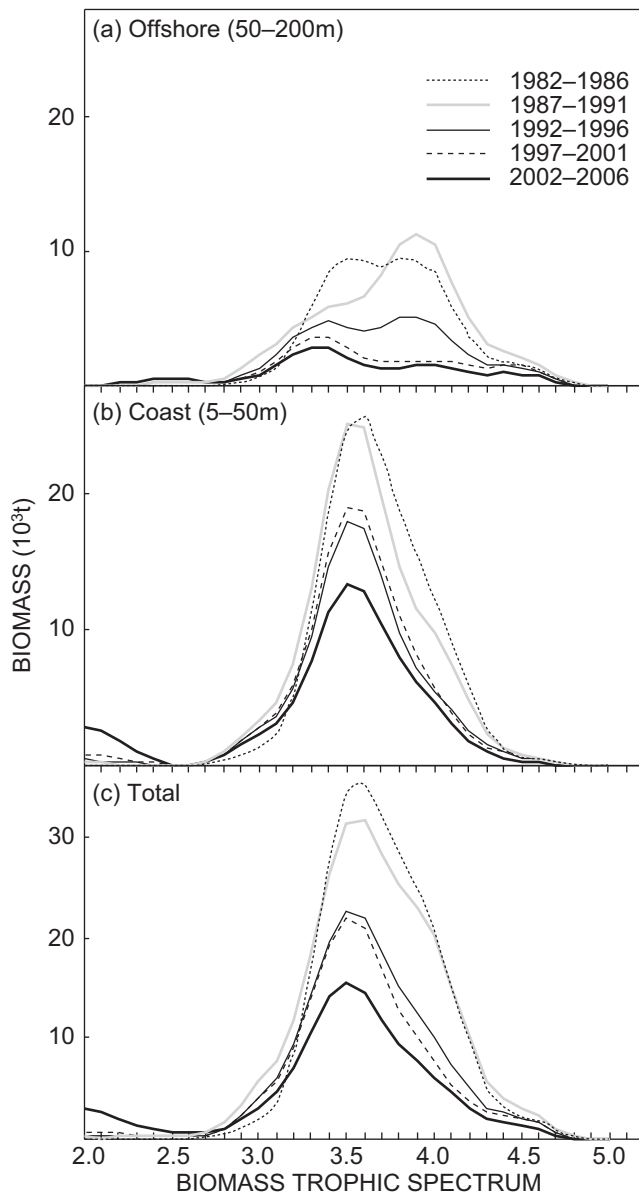 (a) Offshore (50–200m)
1982–1986
1987–1991
1992–1996
1997–2001
2002–2006
20
10
(b) Coast (5–50m)
20
10
BIOMASS (10³t)
(c) Total
30
20
10
2.0 2.5 3.0 3.5 4.0 4.5 5.0
BIOMASS TROPHIC SPECTRUM